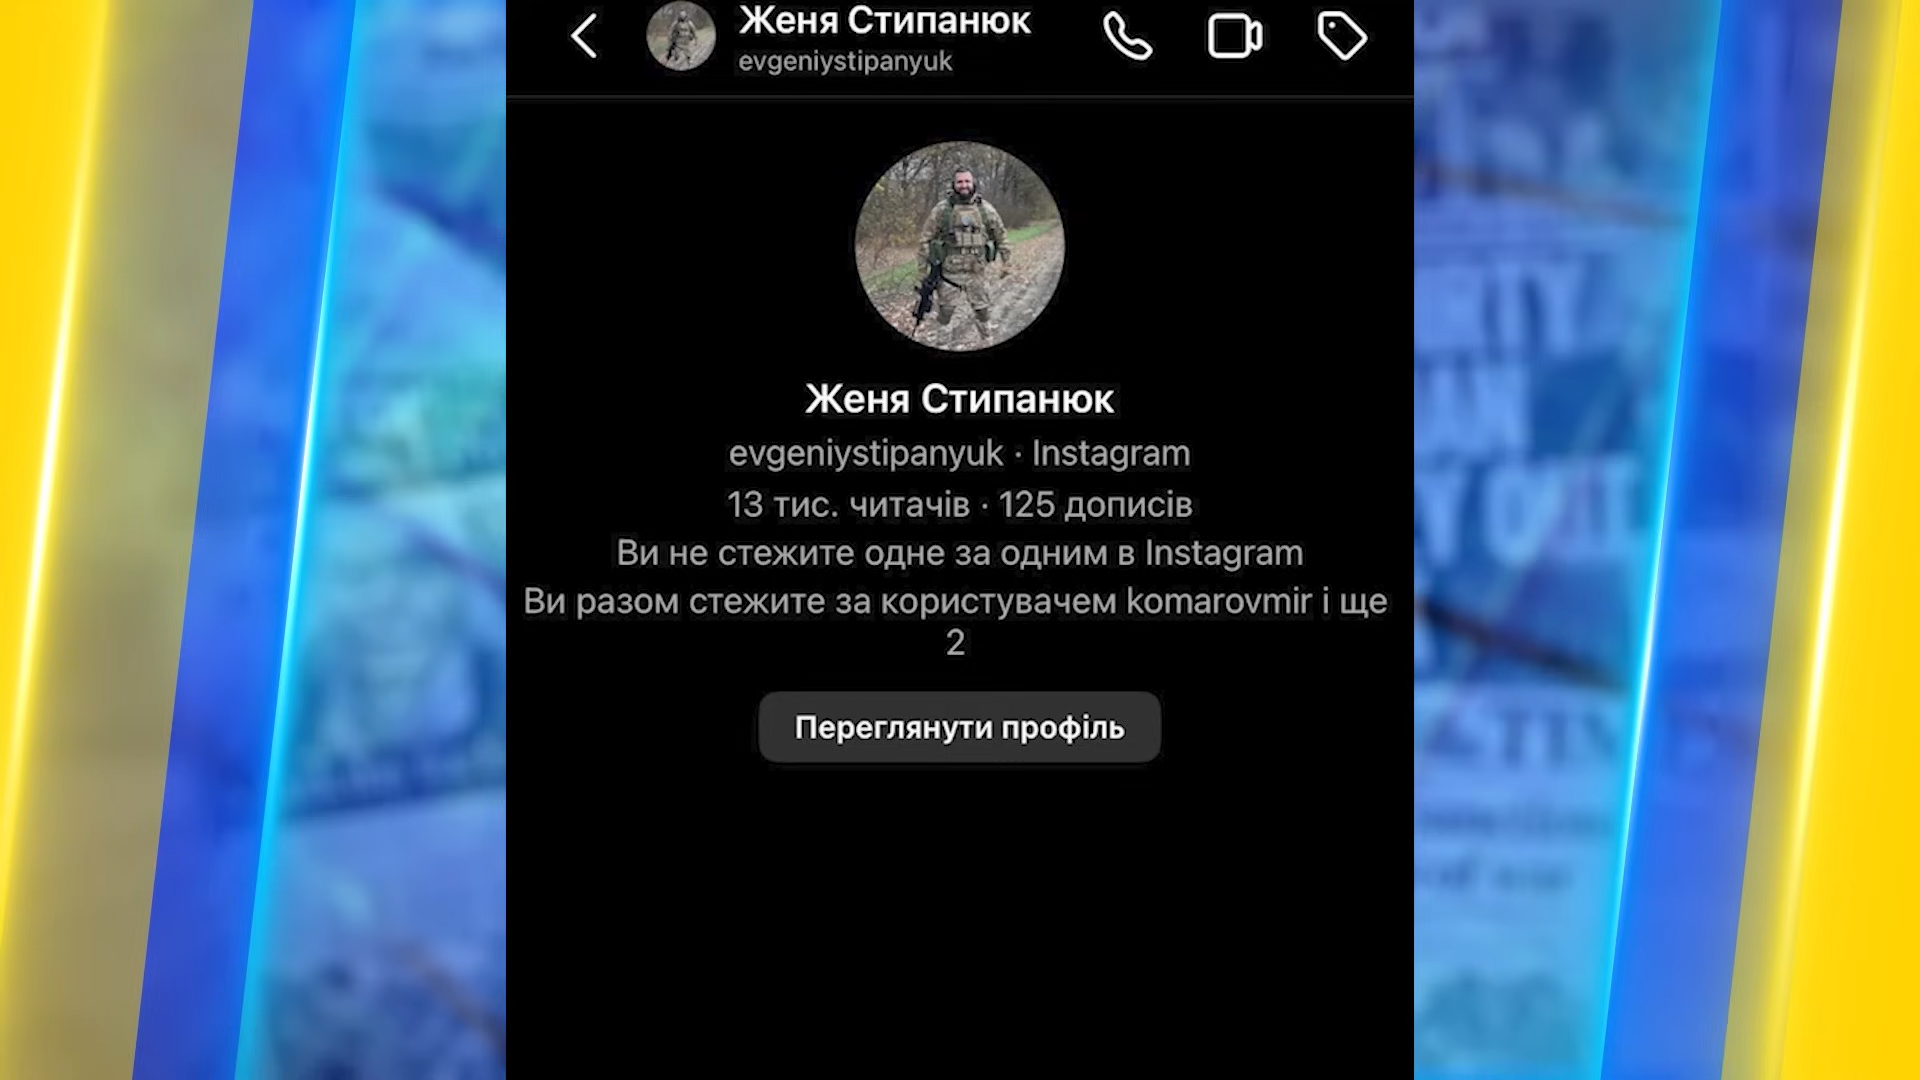 Женя Стипанюк
evgeniystipanyuk
Женя Стипанюк
evgeniystipanyuk · Instagram
13 тис. читачів · 125 дописів
Ви не стежите одне за одним в Instagram
Ви разом стежите за користувачем komarovmir і ще
2
Переглянути профіль